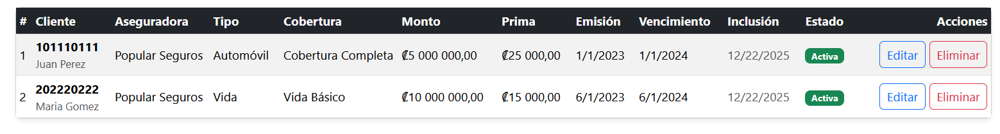 # Cliente Aseguradora Tipo Cobertura Monto Prima Emisión Vencimiento Inclusión Estado Acciones
1 101110111 Popular Seguros Automóvil Cobertura Completa ₡5 000 000,00 ₡25 000,00 1/1/2023 1/1/2024 12/22/2025 Activa Editar Eliminar
Juan Perez
2 202220222 Popular Seguros Vida Vida Básico ₡10 000 000,00 ₡15 000,00 6/1/2023 6/1/2024 12/22/2025 Activa Editar Eliminar
Maria Gomez